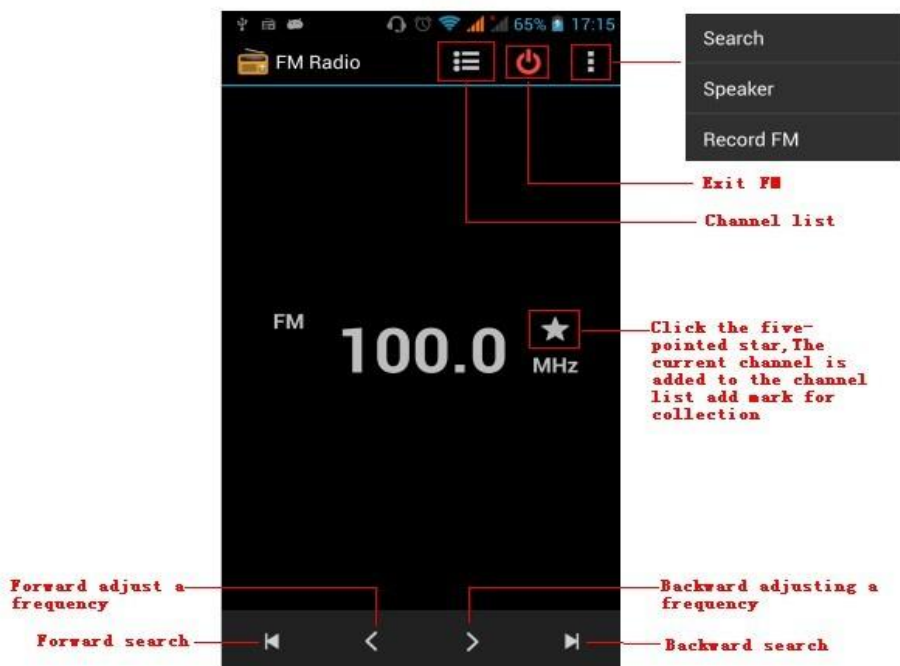 65% 17:15
FM Radio
Search
Speaker
Record FM
Exit FM
Channel list
FM
100.0
MHz
Click the five-
pointed star,The
current channel is
added to the channel
list add mark for
collection
Forward adjust a
frequency
Backward adjusting a
frequency
Forward search
Backward search